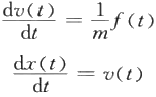 dv(t)/dt = 1/m f(t)
dx(t)/dt = v(t)